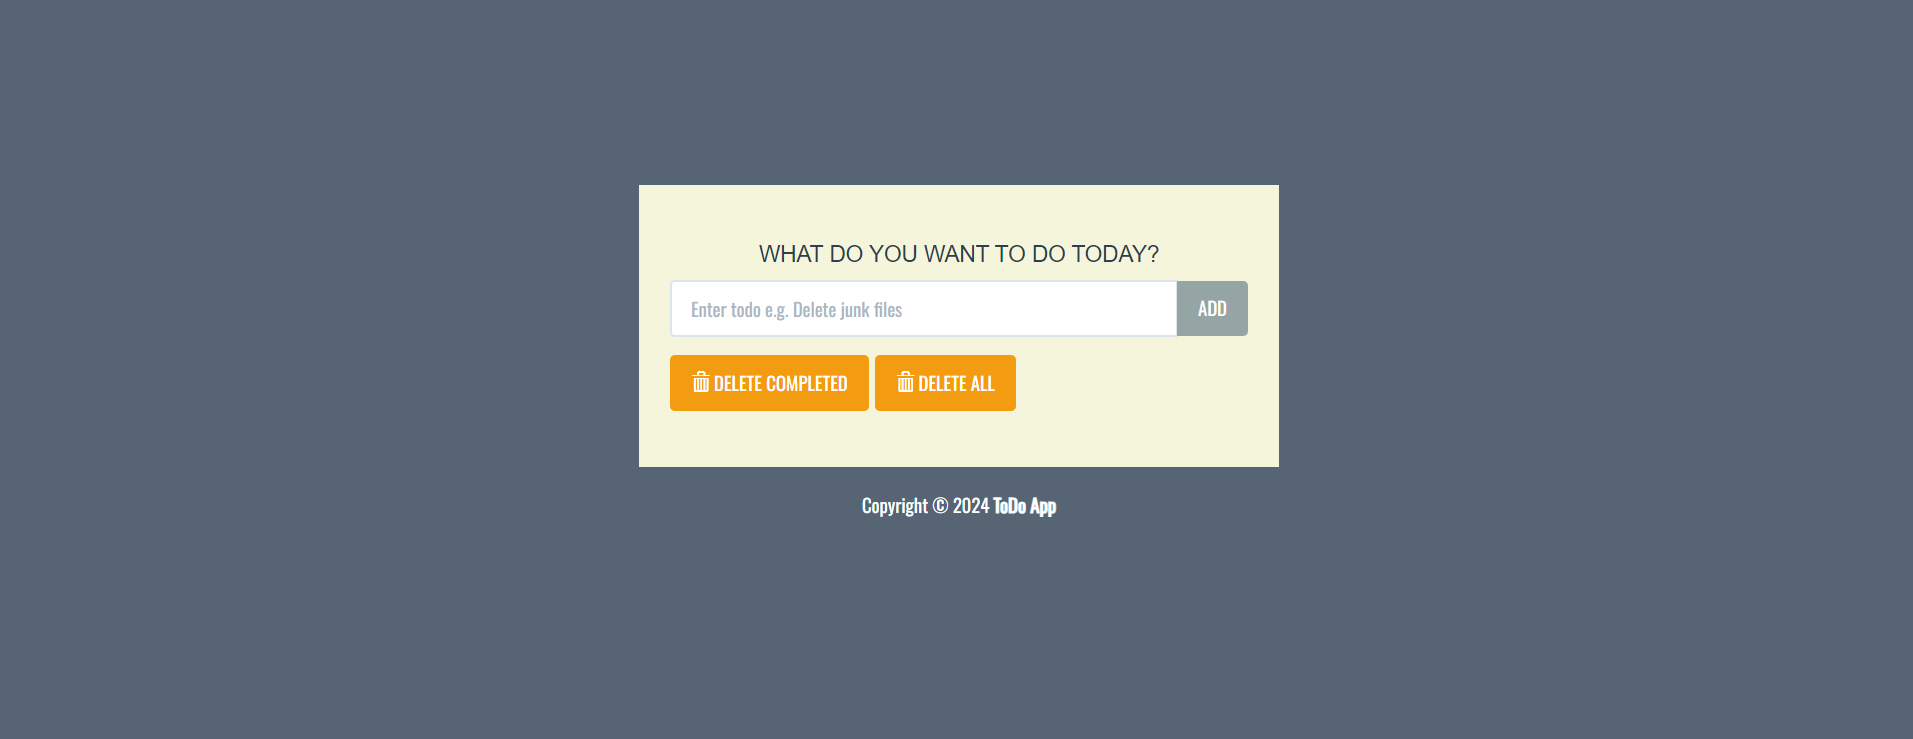 WHAT DO YOU WANT TO DO TODAY?
Enter todo e.g. Delete junk files
ADD
DELETE COMPLETED
DELETE ALL
Copyright © 2024 ToDo App